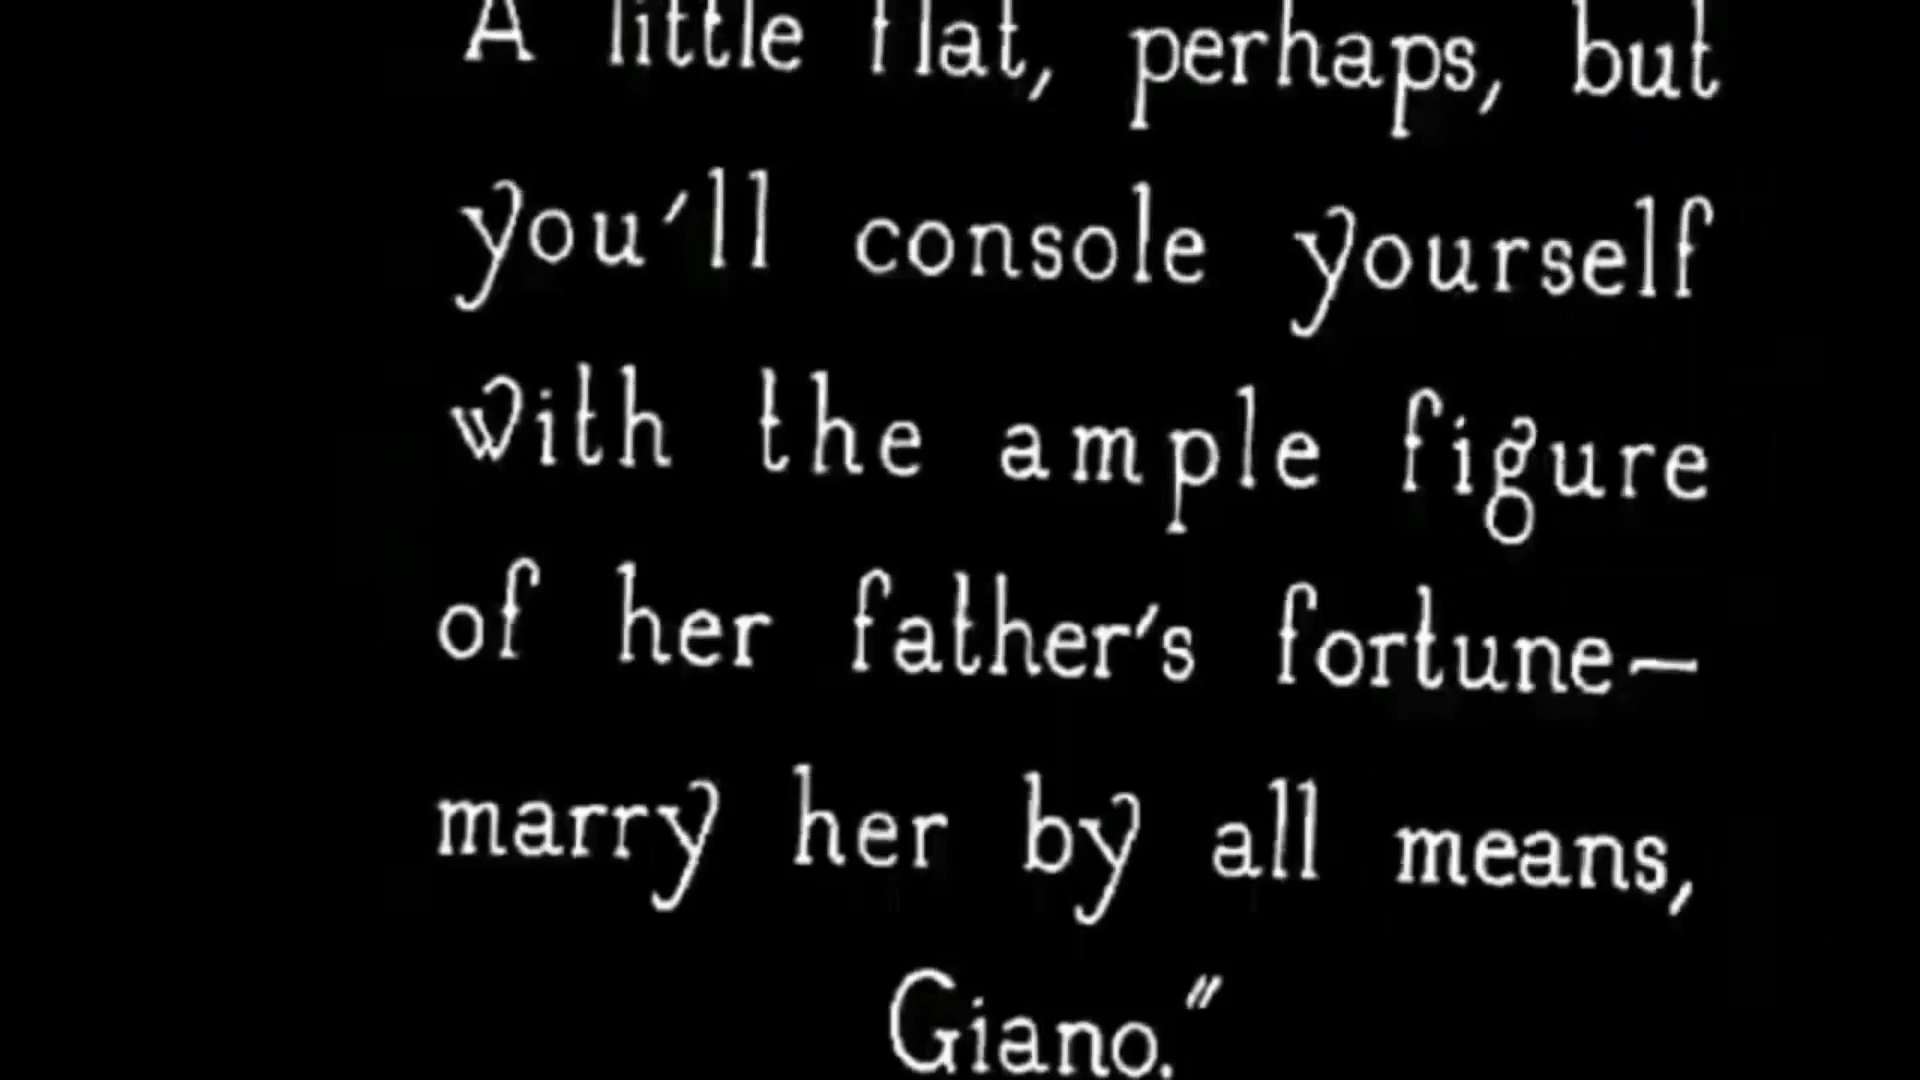 A little flat, perhaps, but
you'll console yourself
with the ample figure
of her father's fortune—
marry her by all means,
Giano."